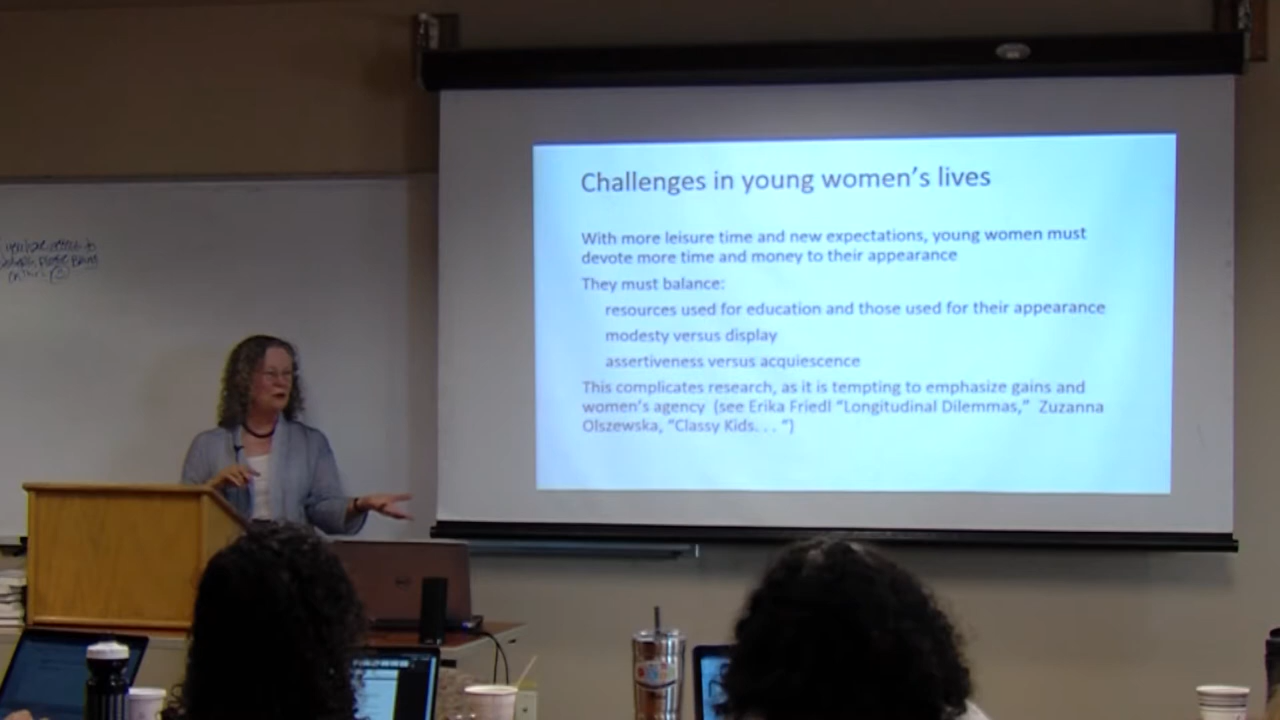 Challenges in young women's lives
With more leisure time and new expectations, young women must
devote more time and money to their appearance
They must balance:
resources used for education and those used for their appearance
modesty versus display
assertiveness versus acquiescence
This complicates research, as it is tempting to emphasize gains and
women's agency (see Erika Friedl "Longitudinal Dilemmas," Zuzanna
Olszewska, "Classy Kids. . . ")